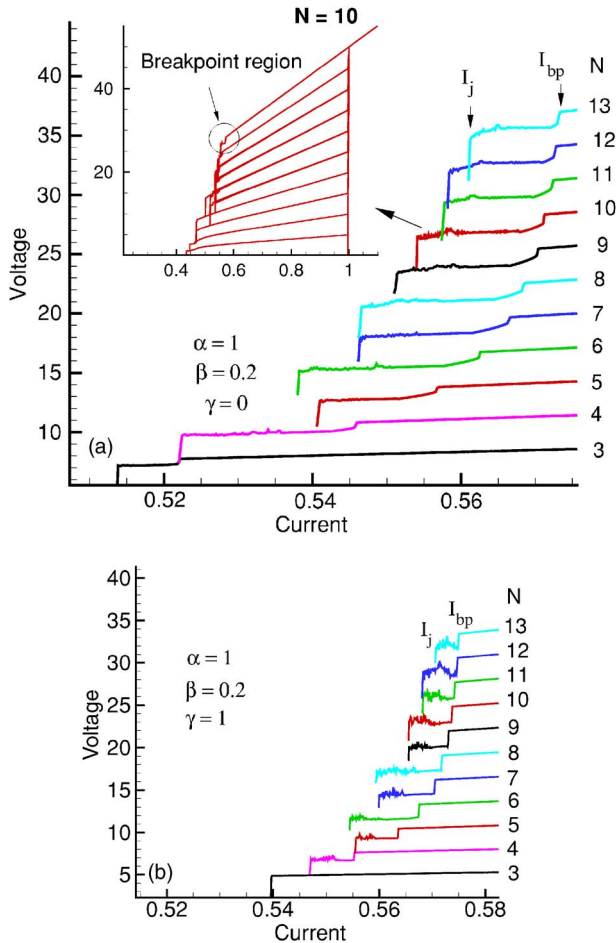 N = 10
Breakpoint region
40
20
0.4 0.6 0.8 1
I_j
I_bp
N
13
12
11
10
9
8
7
6
5
4
3
40
35
30
25
20
15
10
Voltage
α = 1
β = 0.2
γ = 0
(a)
0.52 0.54 0.56
Current
40
35
30
25
20
15
10
5
Voltage
α = 1
β = 0.2
γ = 1
I_j
I_bp
N
13
12
11
10
9
8
7
6
5
4
3
(b)
0.52 0.54 0.56 0.58
Current